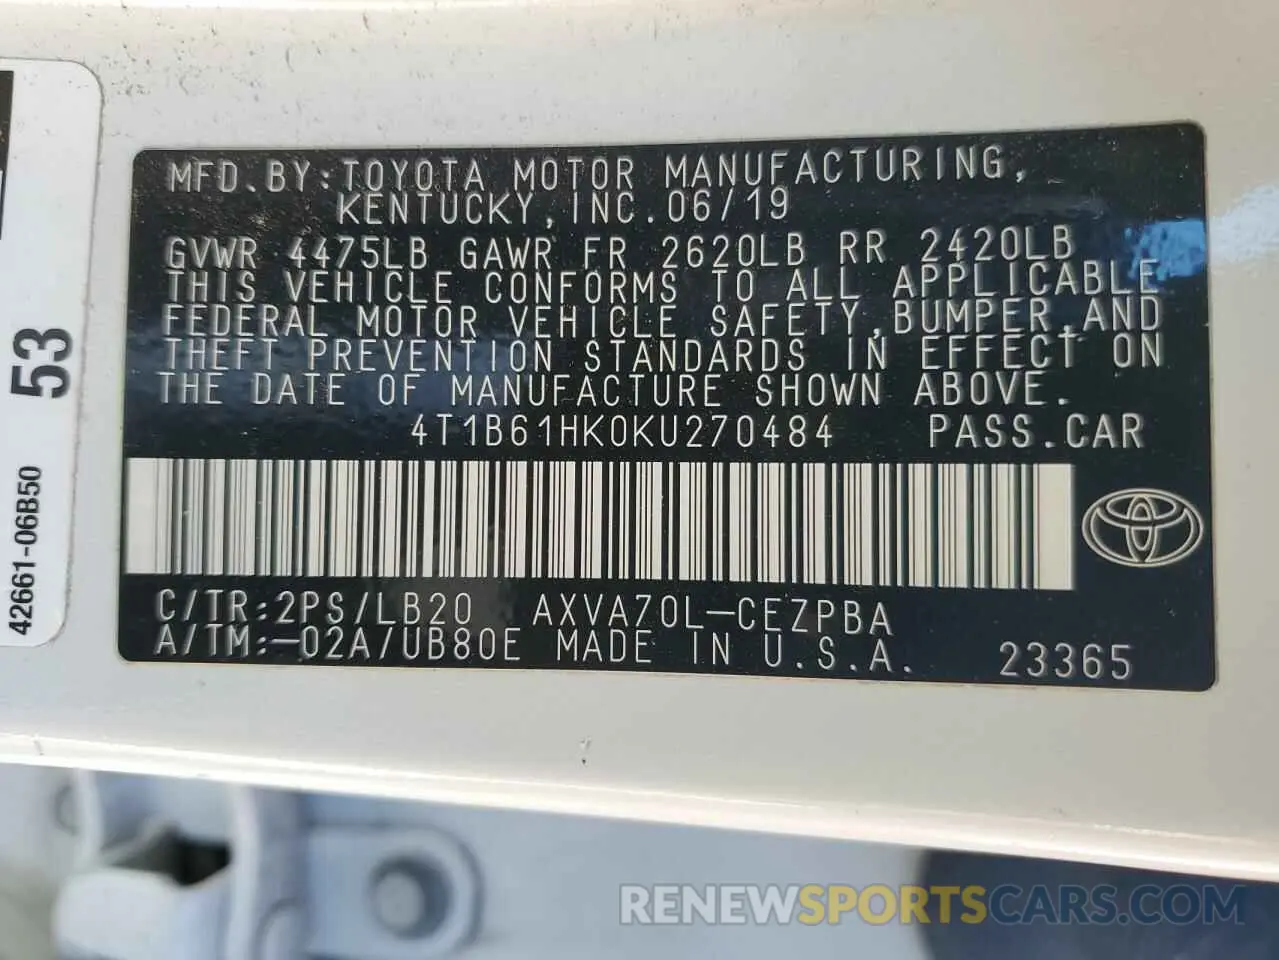 MFD.BY:TOYOTA MOTOR MANUFACTURING,
KENTUCKY,INC.06/19
GVWR 4475LB GAWR FR 2620LB RR 2420LB
THIS VEHICLE CONFORMS TO ALL APPLICABLE
FEDERAL MOTOR VEHICLE SAFETY,BUMPER,AND
THEFT PREVENTION STANDARDS IN EFFECT ON
THE DATE OF MANUFACTURE SHOWN ABOVE.
4T1B61HK0KU270484 PASS.CAR
C/TR:2PS/LB20 AXVA70L-CEZPBA
A/TM:-02A/UB80E MADE IN U.S.A. 23365
53
42661-06B50
RENEWSPORTSCARS.COM